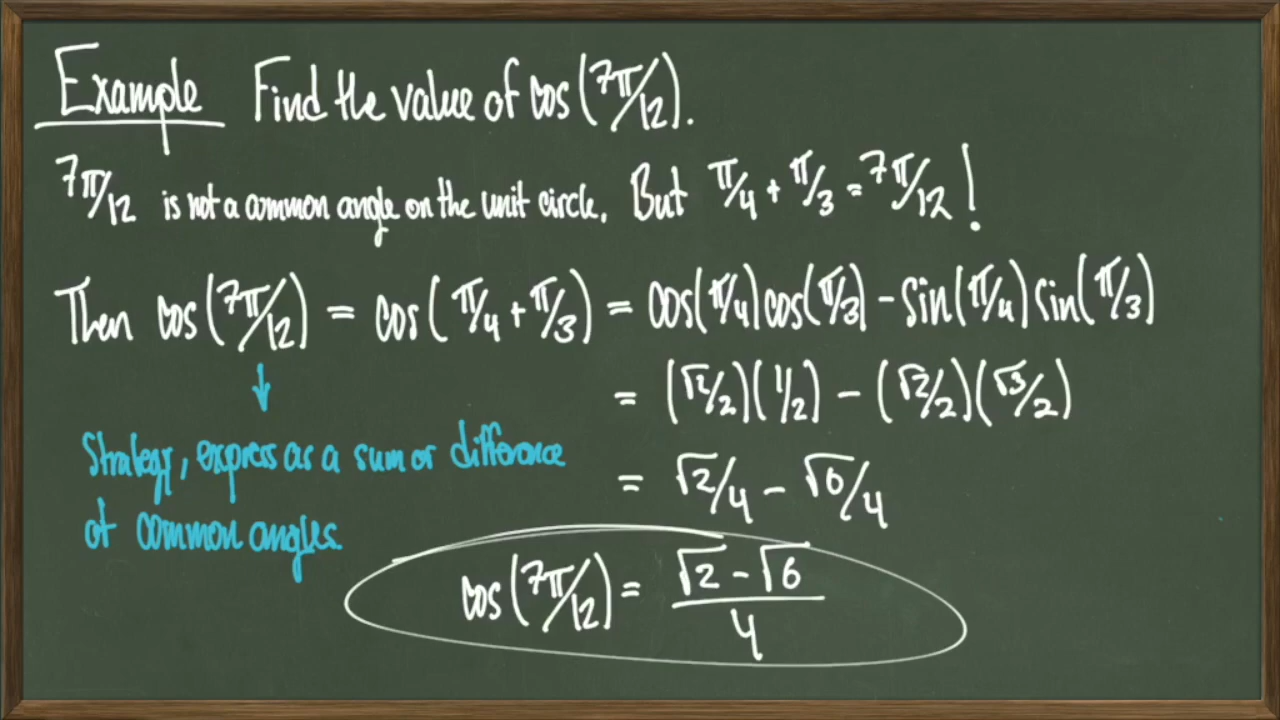 Example Find the value of cos(7π/12).
7π/12 is not a common angle on the unit circle. But π/4 + π/3 = 7π/12!
Then cos(7π/12) = cos(π/4 + π/3) = cos(π/4)cos(π/3) - sin(π/4)sin(π/3)
= (√2/2)(1/2) - (√2/2)(√3/2)
Strategy, express as a sum or difference
= √2/4 - √6/4
of common angles.
cos(7π/12) = (√2 - √6)/4